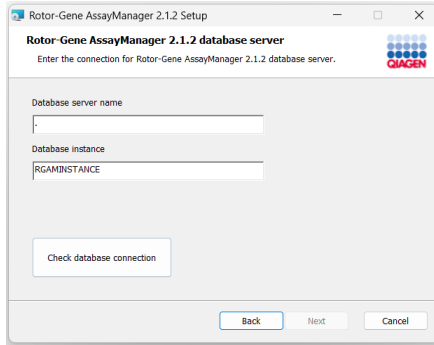 Rotor-Gene AssayManager 2.1.2 Setup
Rotor-Gene AssayManager 2.1.2 database server
Enter the connection for Rotor-Gene AssayManager 2.1.2 database server.
QIAGEN
Database server name
.
Database instance
RGAMINSTANCE
Check database connection
Back Next Cancel